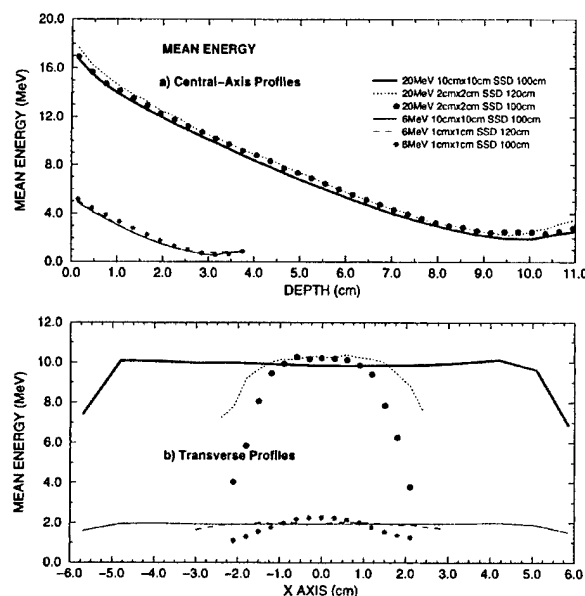 20.0
MEAN ENERGY
a) Central-Axis Profiles
20MeV 10cmx10cm SSD 100cm
20MeV 2cmx2cm SSD 120cm
20MeV 2cmx2cm SSD 100cm
6MeV 10cmx10cm SSD 100cm
6MeV 1cmx1cm SSD 120cm
6MeV 1cmx1cm SSD 100cm
16.0
12.0
8.0
4.0
0.0
MEAN ENERGY (MeV)
0.0 1.0 2.0 3.0 4.0 5.0 6.0 7.0 8.0 9.0 10.0 11.0
DEPTH (cm)
12.0
10.0
8.0
6.0
4.0
2.0
0.0
MEAN ENERGY (MeV)
b) Transverse Profiles
-6.0 -5.0 -4.0 -3.0 -2.0 -1.0 0.0 1.0 2.0 3.0 4.0 5.0 6.0
X AXIS (cm)